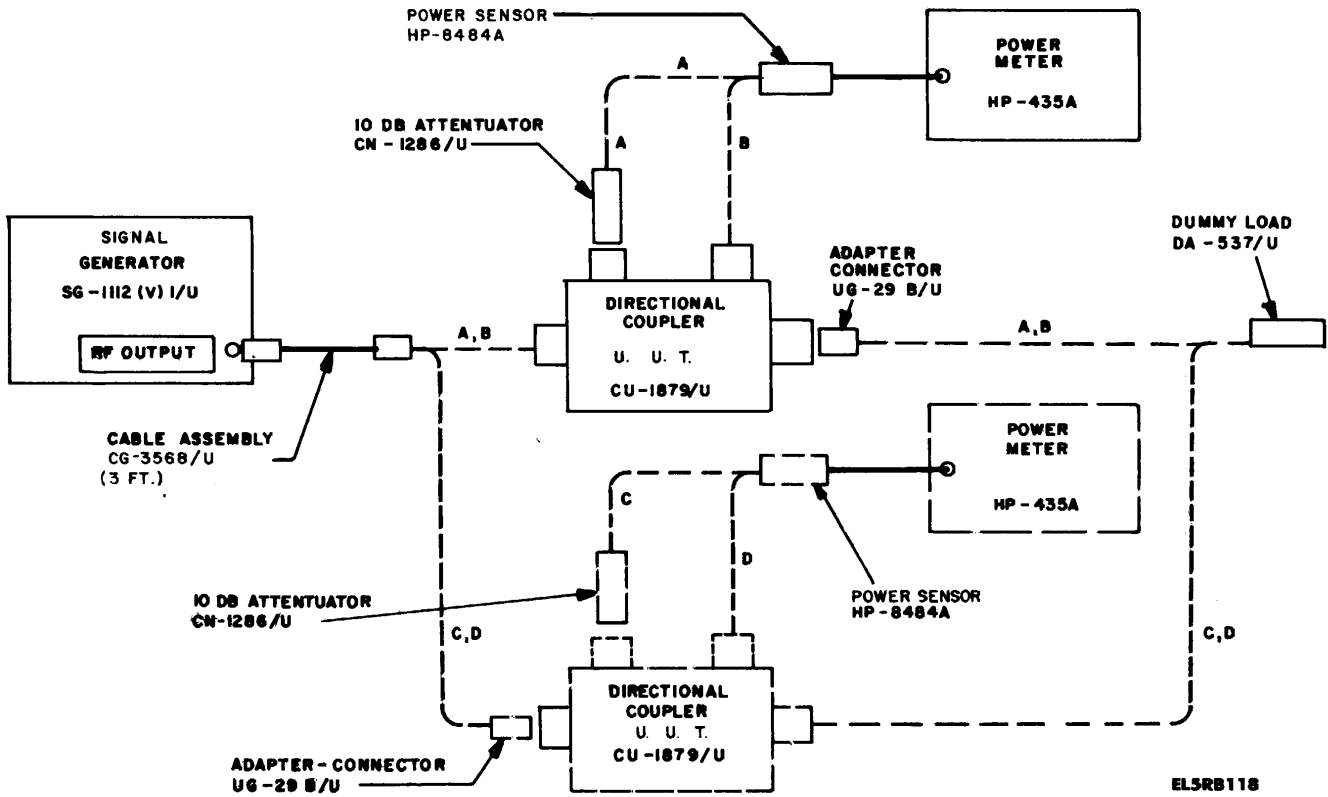 POWER SENSOR
HP-8484A
POWER
METER
HP-435A
A
A
B
10 DB ATTENTUATOR
CN-1286/U
SIGNAL
GENERATOR
SG-1112 (V) 1/U
RF OUTPUT
A,B
DIRECTIONAL
COUPLER
U. U. T.
CU-1879/U
ADAPTER
CONNECTOR
UG-29 B/U
DUMMY LOAD
DA-537/U
A,B
CABLE ASSEMBLY
CG-3568/U
(3 FT.)
POWER
METER
HP-435A
C
D
10 DB ATTENTUATOR
CN-1286/U
POWER SENSOR
HP-8484A
C,D
C,D
DIRECTIONAL
COUPLER
U. U. T.
CU-1879/U
ADAPTER-CONNECTOR
UG-29 B/U
EL5RB118